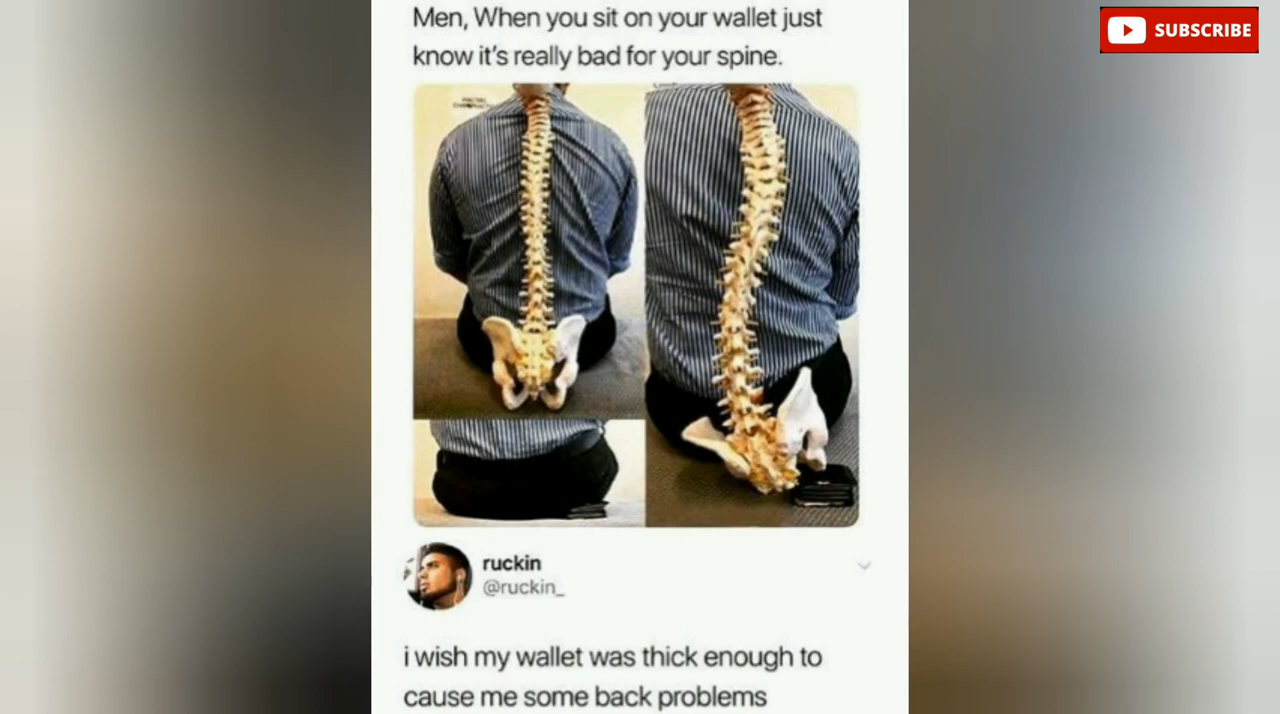 SUBSCRIBE
Men, When you sit on your wallet just
know it's really bad for your spine.
ruckin
@ruckin_
i wish my wallet was thick enough to
cause me some back problems